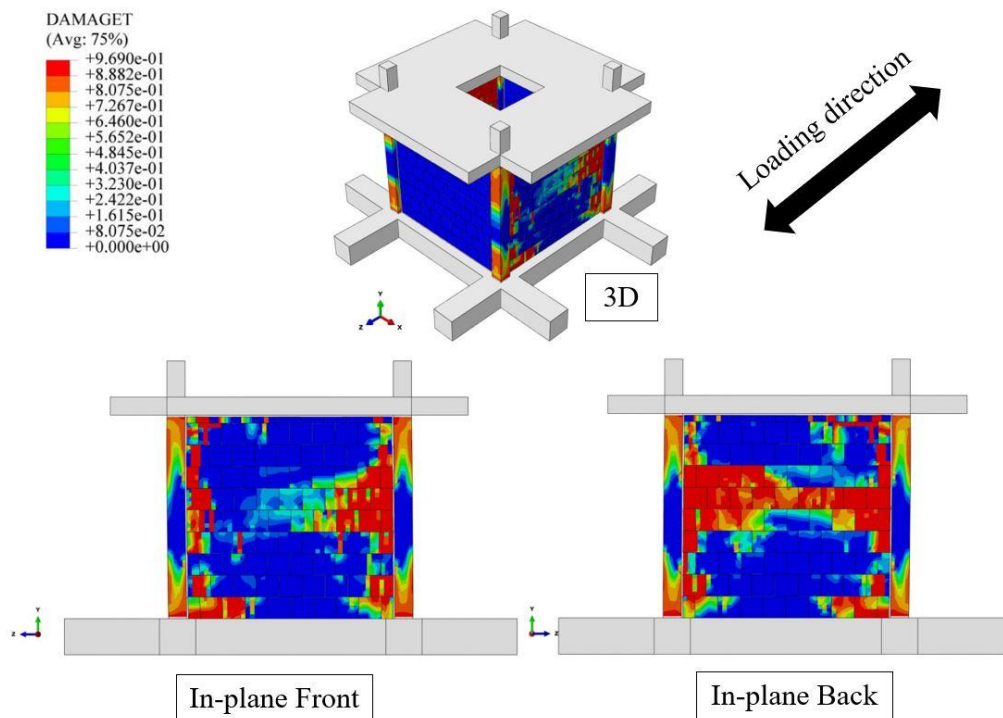 DAMAGET
(Avg: 75%)
+9.690e-01
+8.882e-01
+8.075e-01
+7.267e-01
+6.460e-01
+5.652e-01
+4.845e-01
+4.037e-01
+3.230e-01
+2.422e-01
+1.615e-01
+8.075e-02
+0.000e+00
Loading direction
3D
Y
Z
X
Y
Z
Y
Z
In-plane Front
In-plane Back